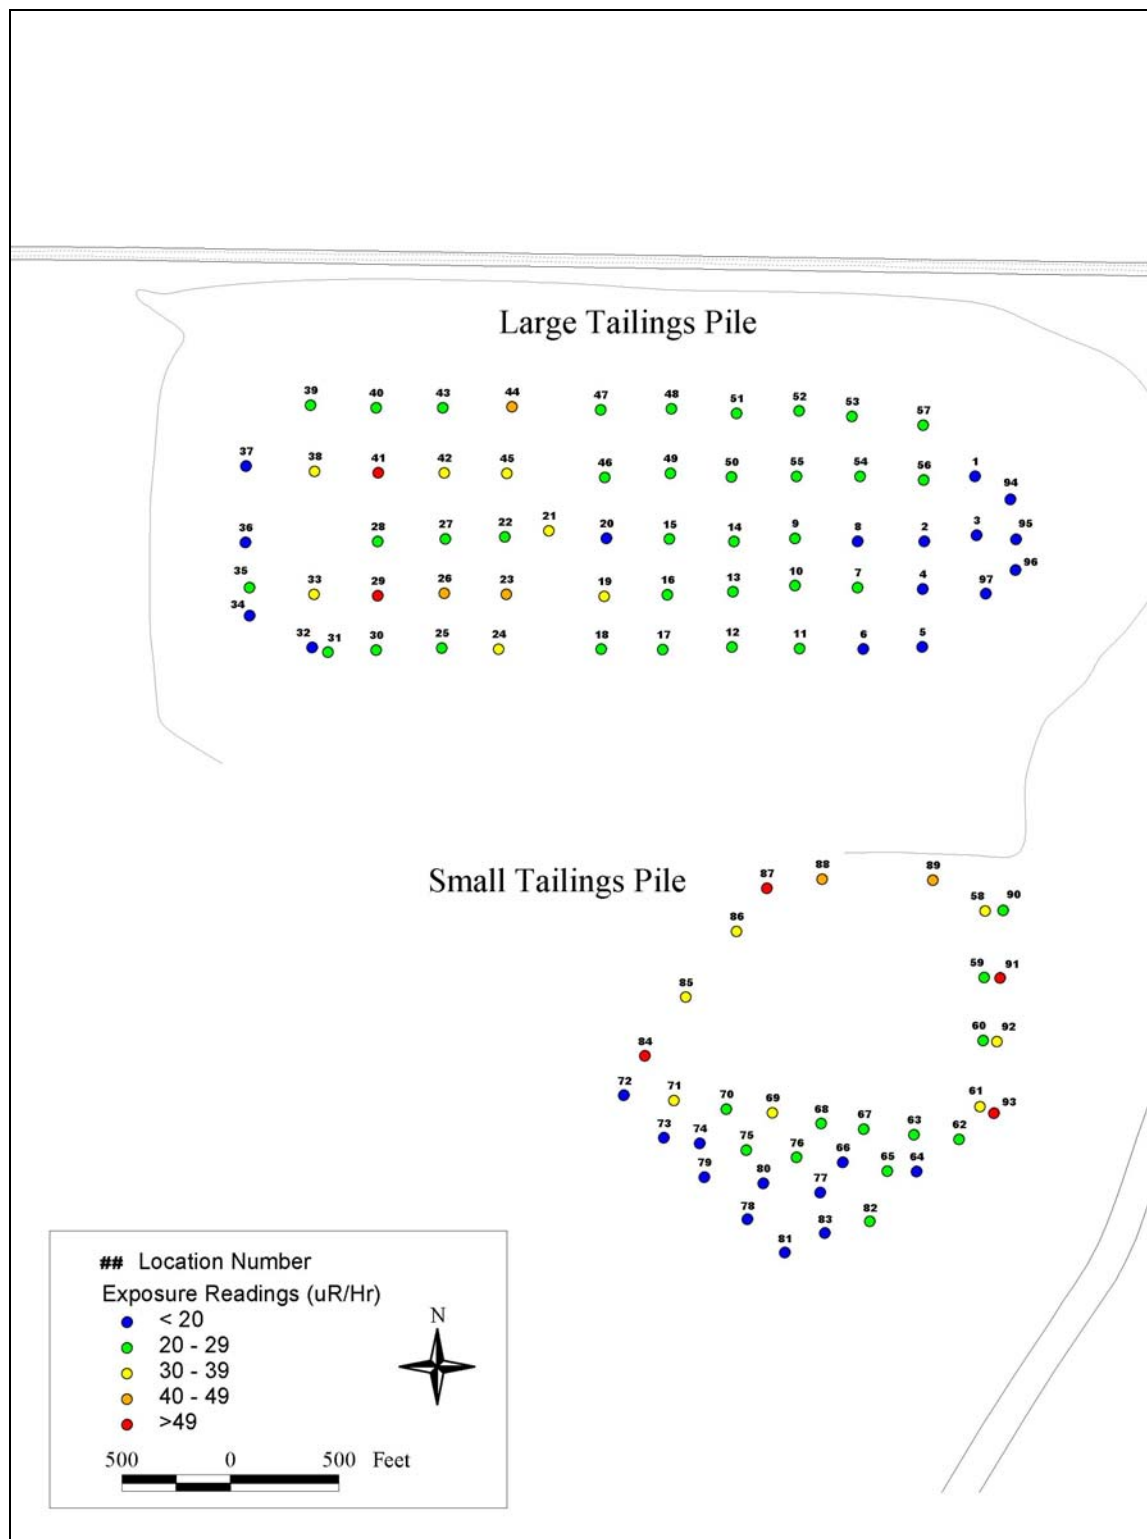 Large Tailings Pile
39 40 43 44 47 48 51 52 53 57
37 38 41 42 45 46 49 50 55 54 56 1 94
36 28 27 22 21 20 15 14 9 8 2 3 95
35 33 29 26 23 19 16 13 10 7 4 97 96
34 32 31 30 25 24 18 17 12 11 6 5
Small Tailings Pile
87 88 89
86 58 90
85 59 91
84 60 92
72 71 70 69 68 67 63 62 61 93
73 74 75 76 66 65 64
79 80 77
78 81 83 82
## Location Number
Exposure Readings (uR/Hr)
< 20
20 - 29
30 - 39
40 - 49
>49
N
500 0 500 Feet